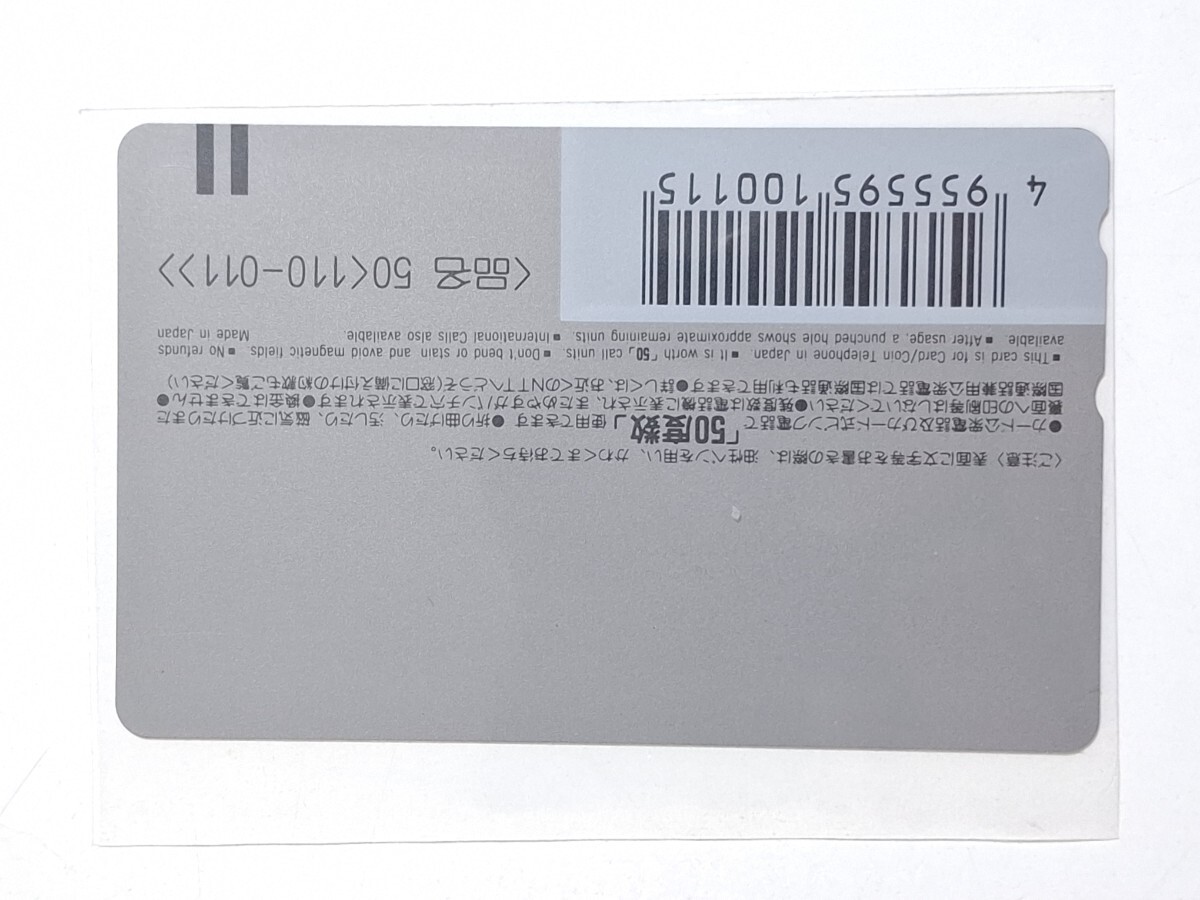 〈ご注意〉表面に文字等をお書きの際は、油性ペンを用い、かわくまでお待ちください。
●カード公衆電話及びカード式ピンク電話で「50度数」使用できます ●折り曲げたり、汚したり、磁気に近づけたりまた
裏面への印刷等はしないでください●残度数は電話機に表示され、まためやすがパンチ穴で表示されます●換金はできません●
国際通話兼用公衆電話では国際通話も利用できます●詳しくは、お近くのNTTへどうぞ(窓口に備え付けの約款もご覧ください)
■This card is for Card/Coin Telephone in Japan. ■It is worth「50」call units. ■Don't bend or stain and avoid magnetic fields. ■No refunds
available. ■After usage, a punched hole shows approximate remaining units. ■International Calls also available. Made in Japan
〈品名 50〈110-011〉〉
4 955595 100115